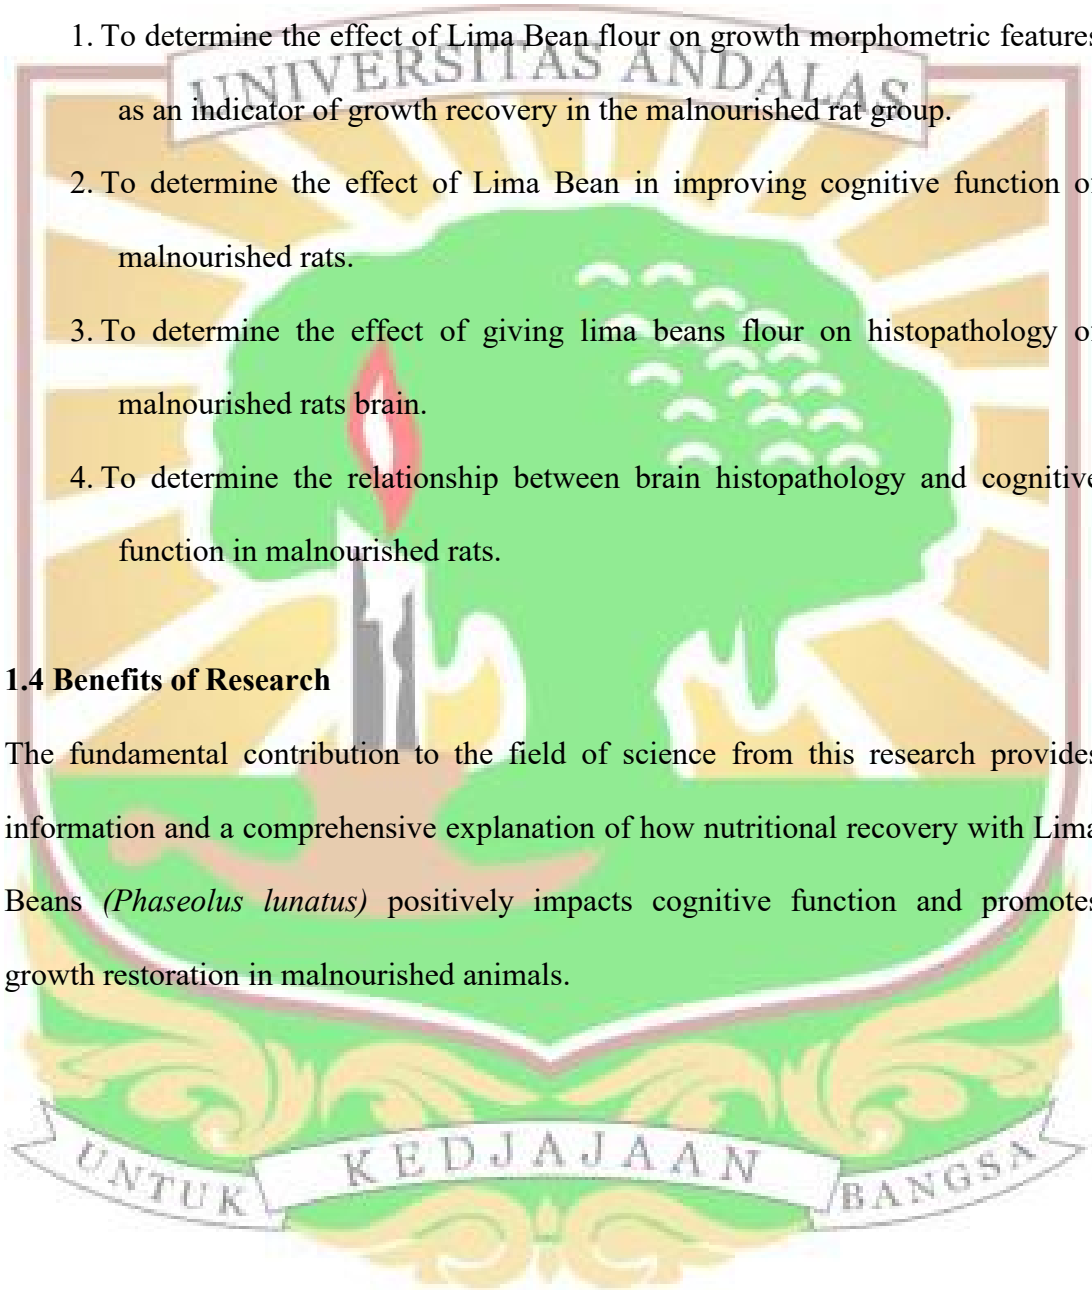 1. To determine the effect of Lima Bean flour on growth morphometric features
UNIVERSITAS ANDALAS
as an indicator of growth recovery in the malnourished rat group.
2. To determine the effect of Lima Bean in improving cognitive function o
malnourished rats.
3. To determine the effect of giving lima beans flour on histopathology o
malnourished rats brain.
4. To determine the relationship between brain histopathology and cognitive
function in malnourished rats.
1.4 Benefits of Research
The fundamental contribution to the field of science from this research provides
information and a comprehensive explanation of how nutritional recovery with Lima
Beans (Phaseolus lunatus) positively impacts cognitive function and promotes
growth restoration in malnourished animals.
UNTUK KEDJAJAAN BANGSA